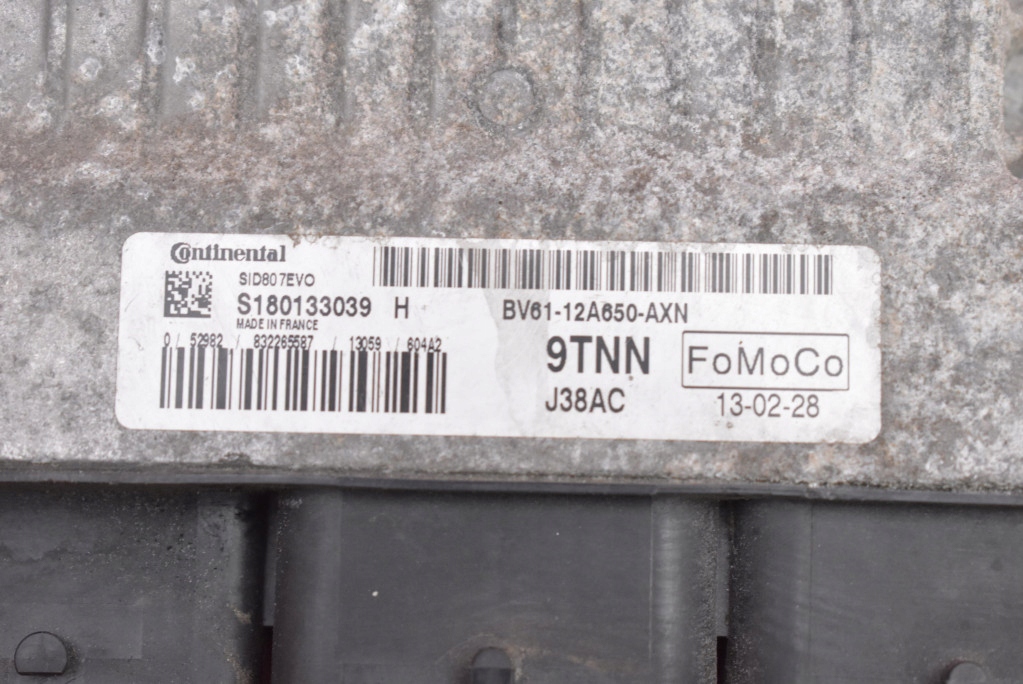 Continental
SID807EVO
S180133039 H
MADE IN FRANCE
0 / 52982 / 832265587 / 13059 / 604A2
BV61-12A650-AXN
9TNN
FoMoCo
J38AC
13-02-28